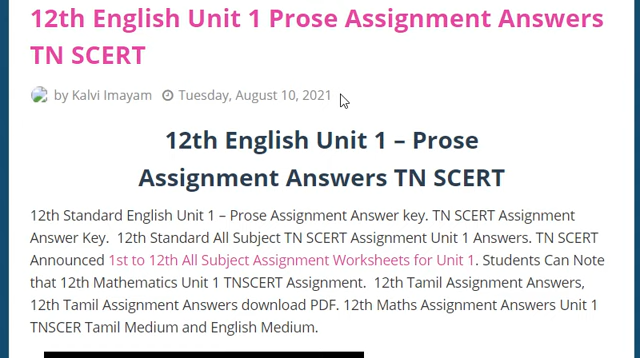 12th English Unit 1 Prose Assignment Answers
TN SCERT
by Kalvi Imayam Tuesday, August 10, 2021
12th English Unit 1 – Prose
Assignment Answers TN SCERT
12th Standard English Unit 1 – Prose Assignment Answer key. TN SCERT Assignment
Answer Key. 12th Standard All Subject TN SCERT Assignment Unit 1 Answers. TN SCERT
Announced 1st to 12th All Subject Assignment Worksheets for Unit 1. Students Can Note
that 12th Mathematics Unit 1 TNSCERT Assignment. 12th Tamil Assignment Answers,
12th Tamil Assignment Answers download PDF. 12th Maths Assignment Answers Unit 1
TNSCER Tamil Medium and English Medium.